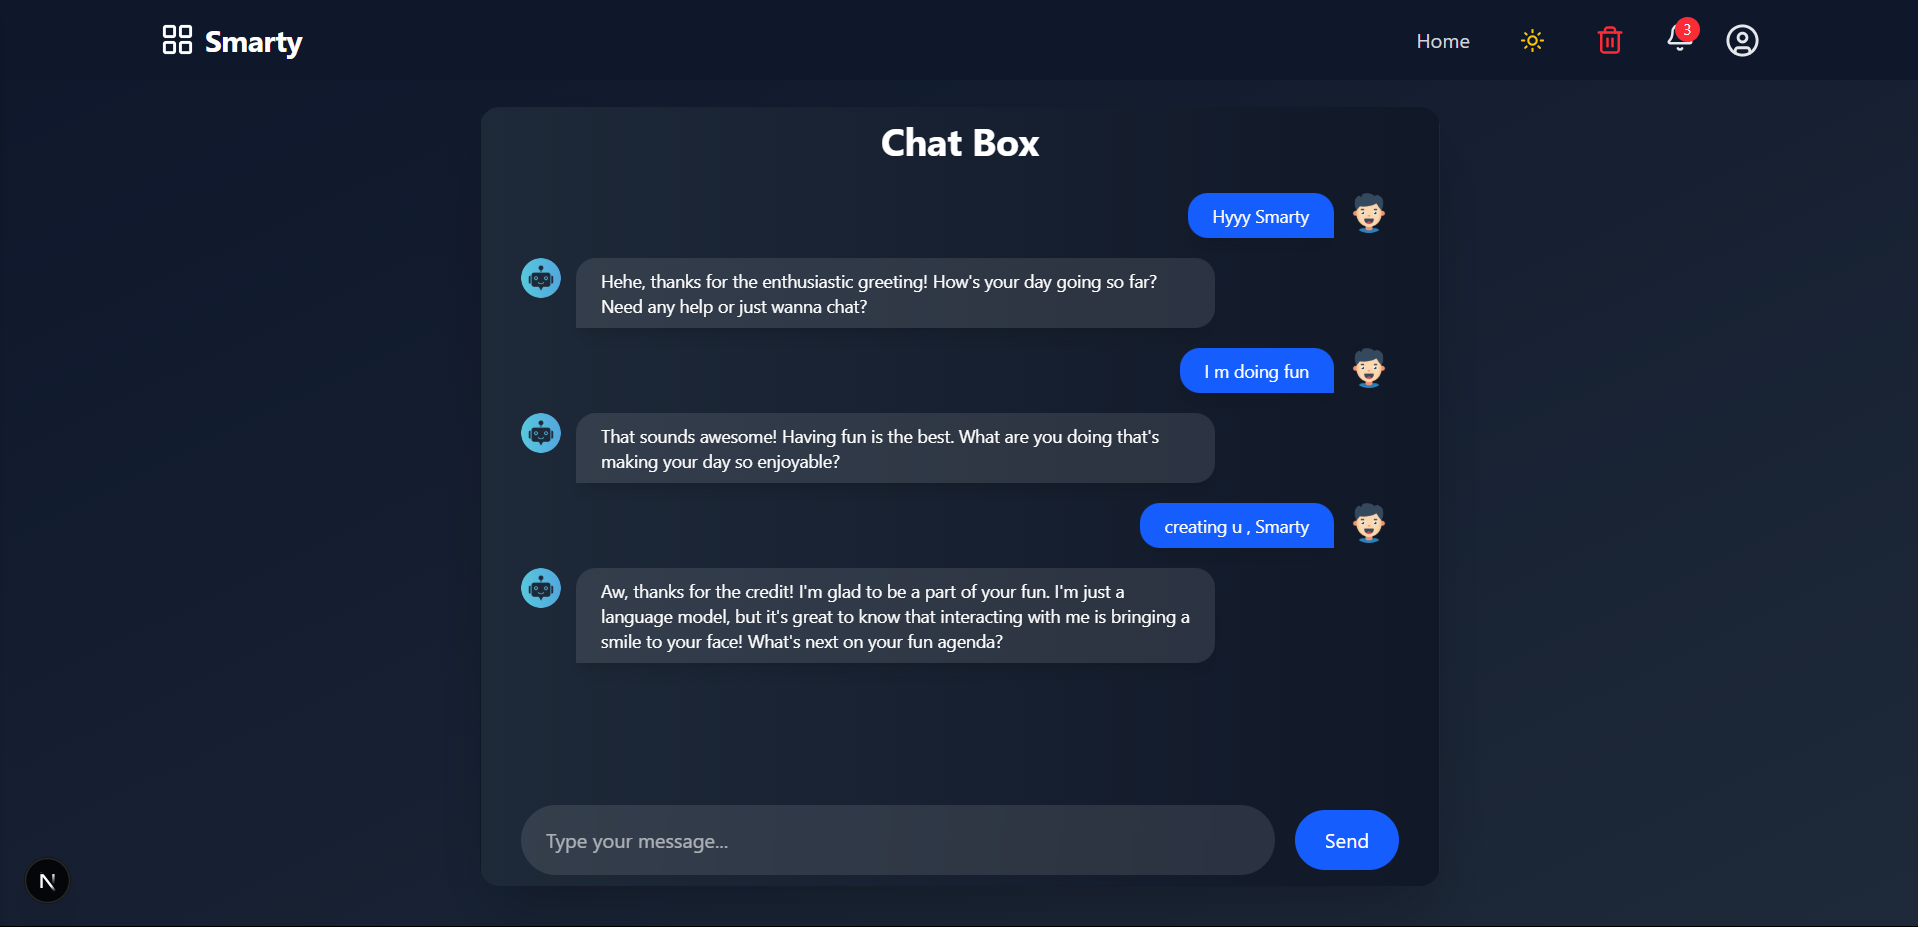 Smarty
Home
3
Chat Box
Hyyy Smarty
Hehe, thanks for the enthusiastic greeting! How's your day going so far?
Need any help or just wanna chat?
I m doing fun
That sounds awesome! Having fun is the best. What are you doing that's
making your day so enjoyable?
creating u , Smarty
Aw, thanks for the credit! I'm glad to be a part of your fun. I'm just a
language model, but it's great to know that interacting with me is bringing a
smile to your face! What's next on your fun agenda?
Type your message...
Send
N